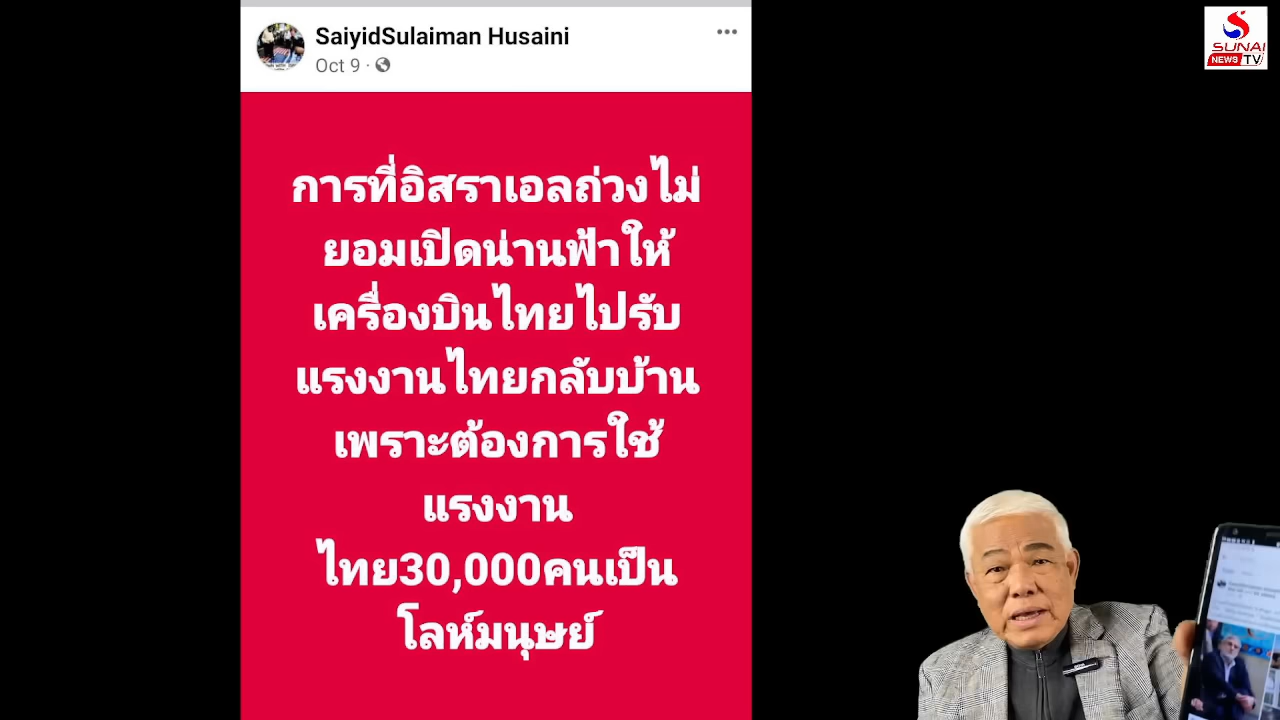 SaiyidSulaiman Husaini
Oct 9 ·
การที่อิสราเอลถ่วงไม่
ยอมเปิดน่านฟ้าให้
เครื่องบินไทยไปรับ
แรงงานไทยกลับบ้าน
เพราะต้องการใช้
แรงงาน
ไทย30,000คนเป็น
โลห์มนุษย์
SUNAI
NEWS TV